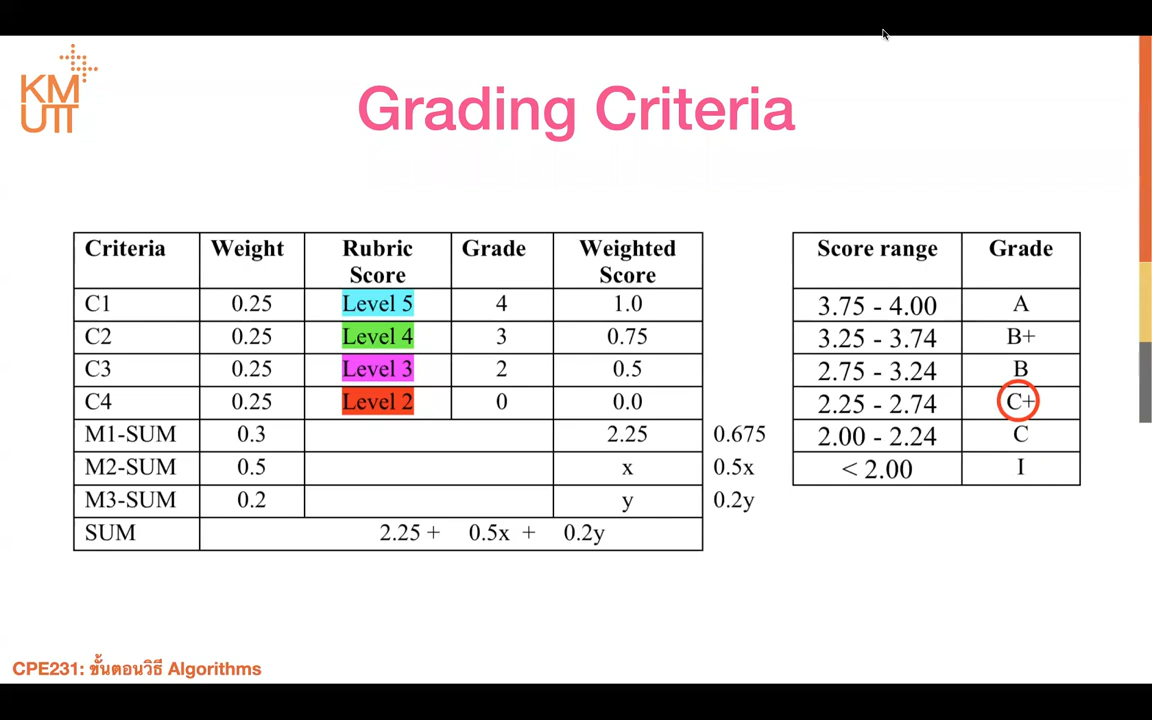 KM
UTT
Grading Criteria
Criteria Weight Rubric Score Grade Weighted Score
C1 0.25 Level 5 4 1.0
C2 0.25 Level 4 3 0.75
C3 0.25 Level 3 2 0.5
C4 0.25 Level 2 0 0.0
M1-SUM 0.3 2.25 0.675
M2-SUM 0.5 x 0.5x
M3-SUM 0.2 y 0.2y
SUM 2.25 + 0.5x + 0.2y
Score range Grade
3.75 - 4.00 A
3.25 - 3.74 B+
2.75 - 3.24 B
2.25 - 2.74 C+
2.00 - 2.24 C
< 2.00 I
CPE231: ขั้นตอนวิธี Algorithms